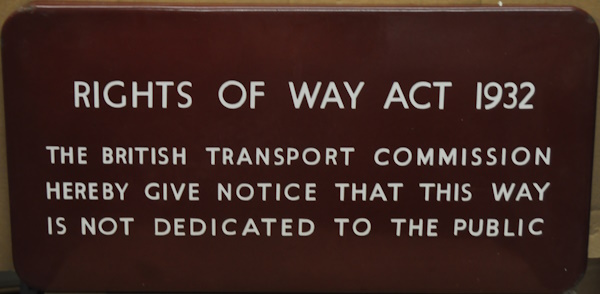 RIGHTS OF WAY ACT 1932
THE BRITISH TRANSPORT COMMISSION
HEREBY GIVE NOTICE THAT THIS WAY
IS NOT DEDICATED TO THE PUBLIC